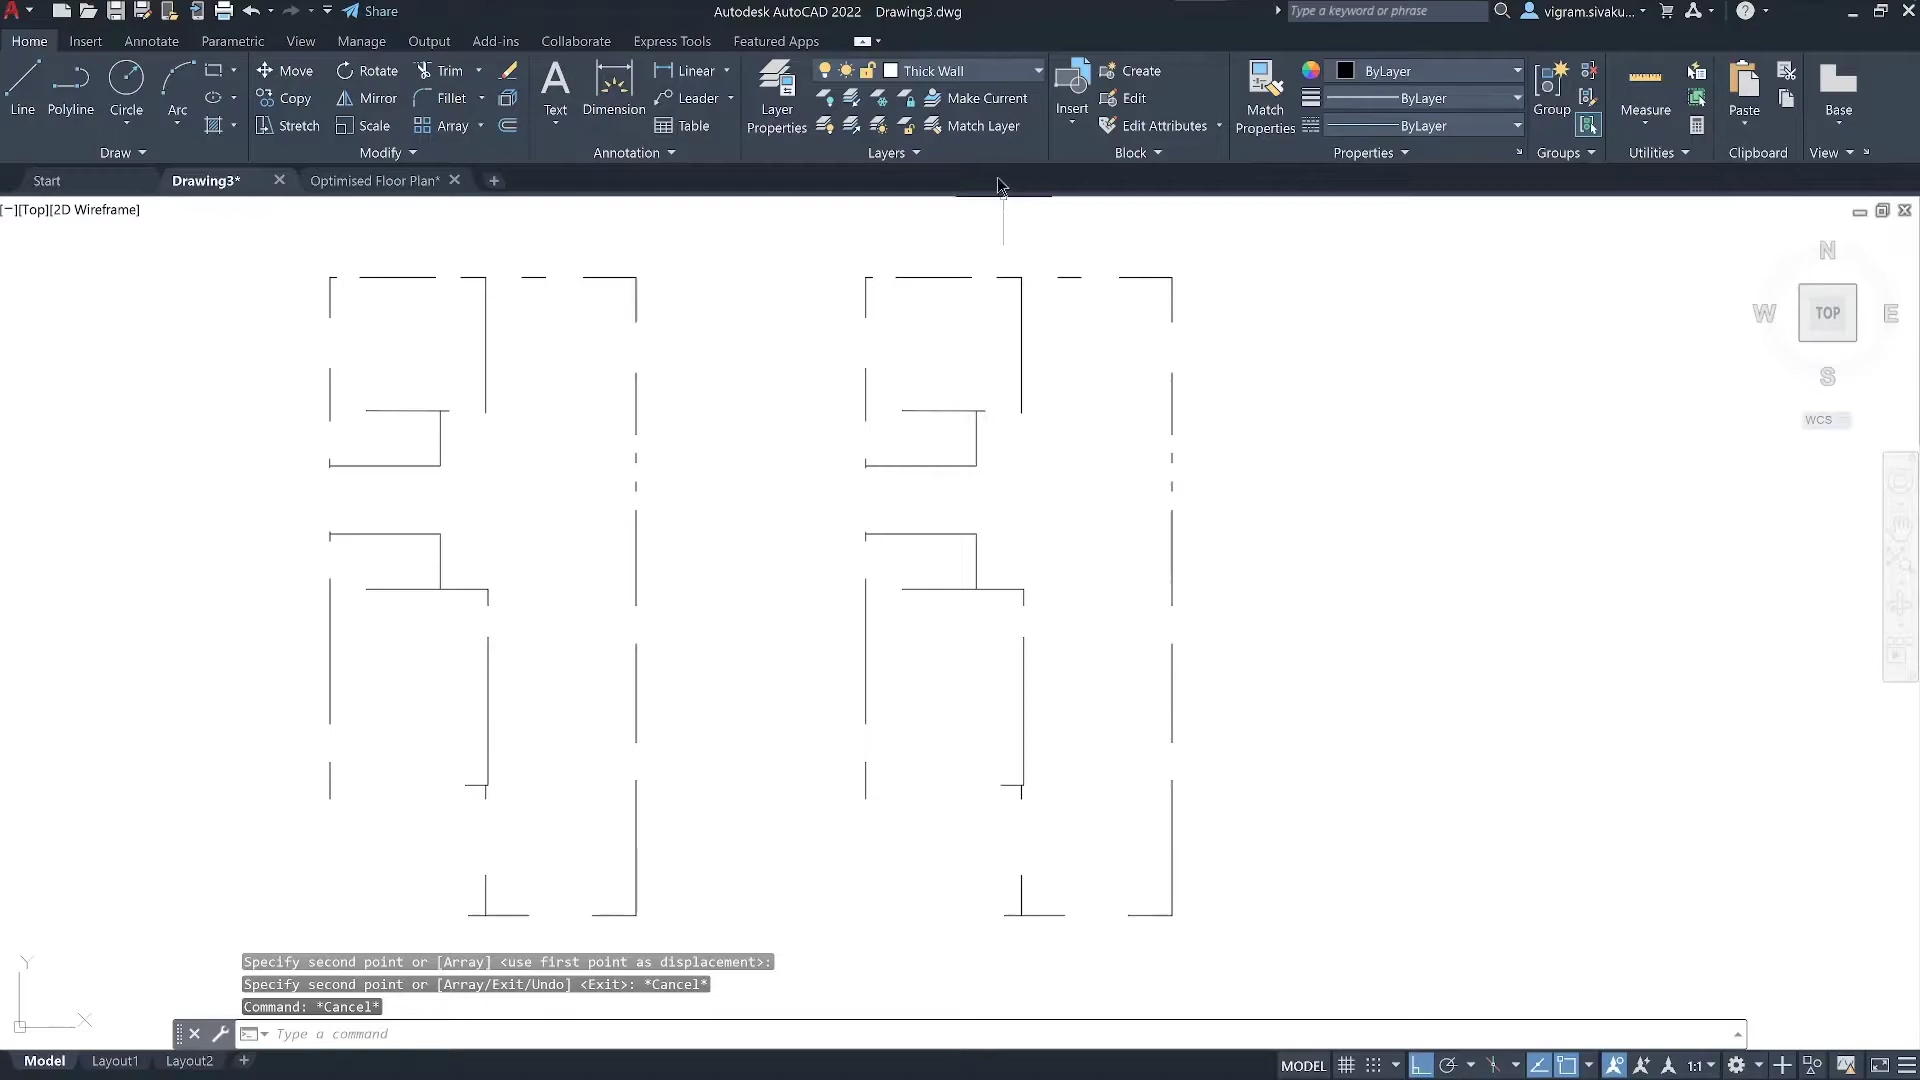 Share
Autodesk AutoCAD 2022 Drawing3.dwg
Type a keyword or phrase
vigram.sivaku...
Home Insert Annotate Parametric View Manage Output Add-ins Collaborate Express Tools Featured Apps
Line Polyline Circle Arc
Move Rotate Trim
Copy Mirror Fillet
Stretch Scale Array
Text Dimension
Linear
Leader
Table
Layer Properties
Thick Wall
Make Current
Match Layer
Insert
Create
Edit
Edit Attributes
Match Properties
ByLayer
ByLayer
ByLayer
Group
Measure
Paste
Base
Draw Modify Annotation Layers Block Properties Groups Utilities Clipboard View
Start Drawing3* Optimised Floor Plan*
[−][Top][2D Wireframe]
N
W TOP E
S
WCS
Specify second point or [Array] <use first point as displacement>:
Specify second point or [Array/Exit/Undo] <Exit>: *Cancel*
Command: *Cancel*
Y
X
Type a command
Model Layout1 Layout2
MODEL 1:1